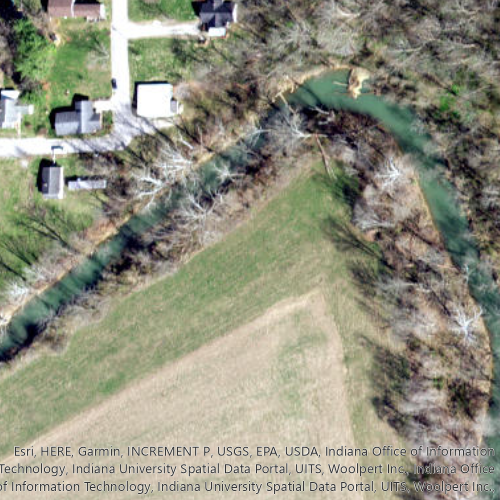 Esri, HERE, Garmin, INCREMENT P, USGS, EPA, USDA, Indiana Office of Information
Technology, Indiana University Spatial Data Portal, UITS, Woolpert Inc., Indiana Office
of Information Technology, Indiana University Spatial Data Portal, UITS, Woolpert Inc.,